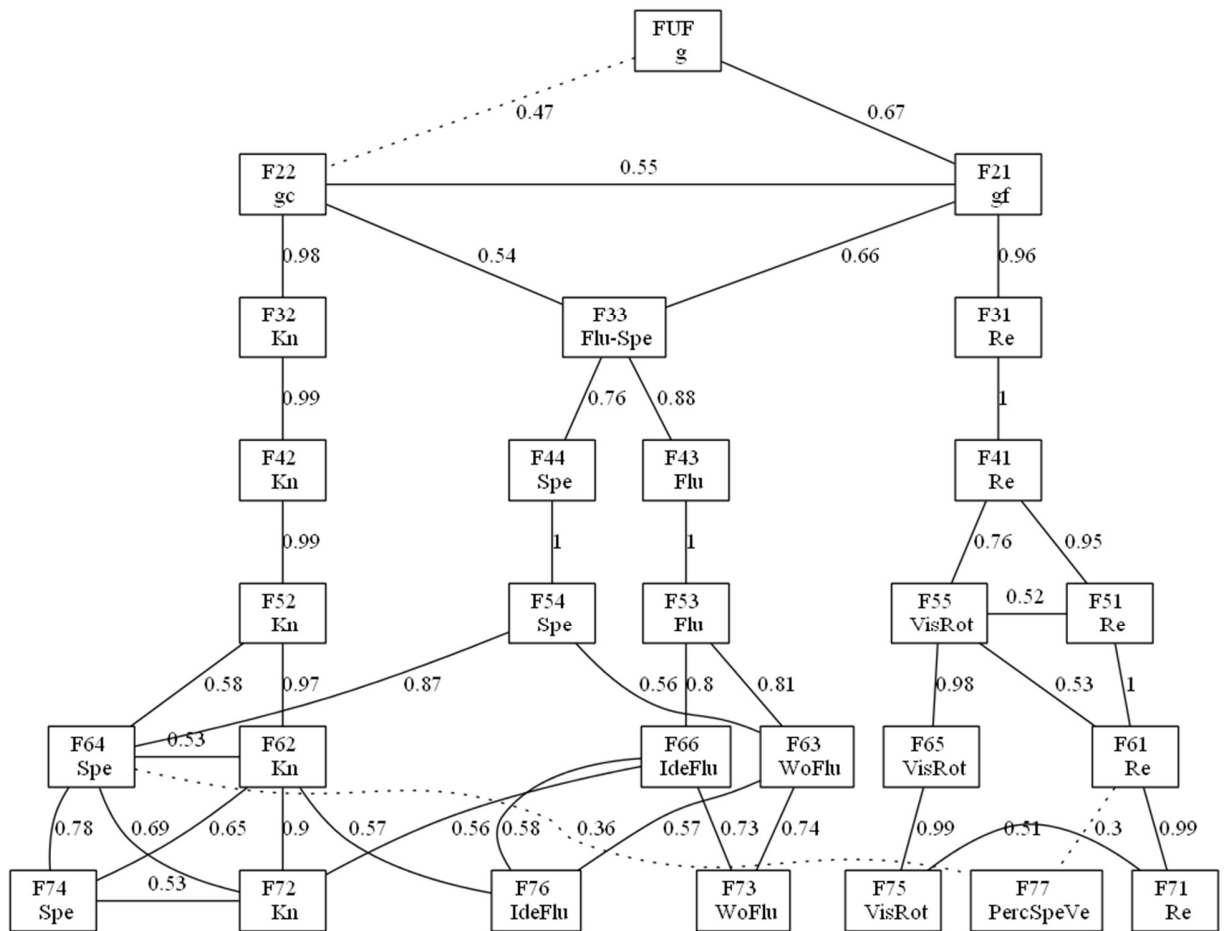 FUF
g
0.47
0.67
F22
gc
0.55
F21
gf
0.98
0.54
0.66
0.96
F32
Kn
F33
Flu-Spe
F31
Re
0.99
0.76
0.88
1
F42
Kn
F44
Spe
F43
Flu
F41
Re
0.99
1
1
0.76
0.95
F52
Kn
F54
Spe
F53
Flu
F55
VisRot
0.52
F51
Re
0.58
0.97
0.87
0.56
0.8
0.81
0.98
0.53
1
F64
Spe
0.53
F62
Kn
F66
IdeFlu
F63
WoFlu
F65
VisRot
F61
Re
0.78
0.69
0.65
0.9
0.57
0.56
0.58
0.36
0.57
0.73
0.74
0.99
0.51
0.3
0.99
F74
Spe
0.53
F72
Kn
F76
IdeFlu
F73
WoFlu
F75
VisRot
F77
PercSpeVe
F71
Re